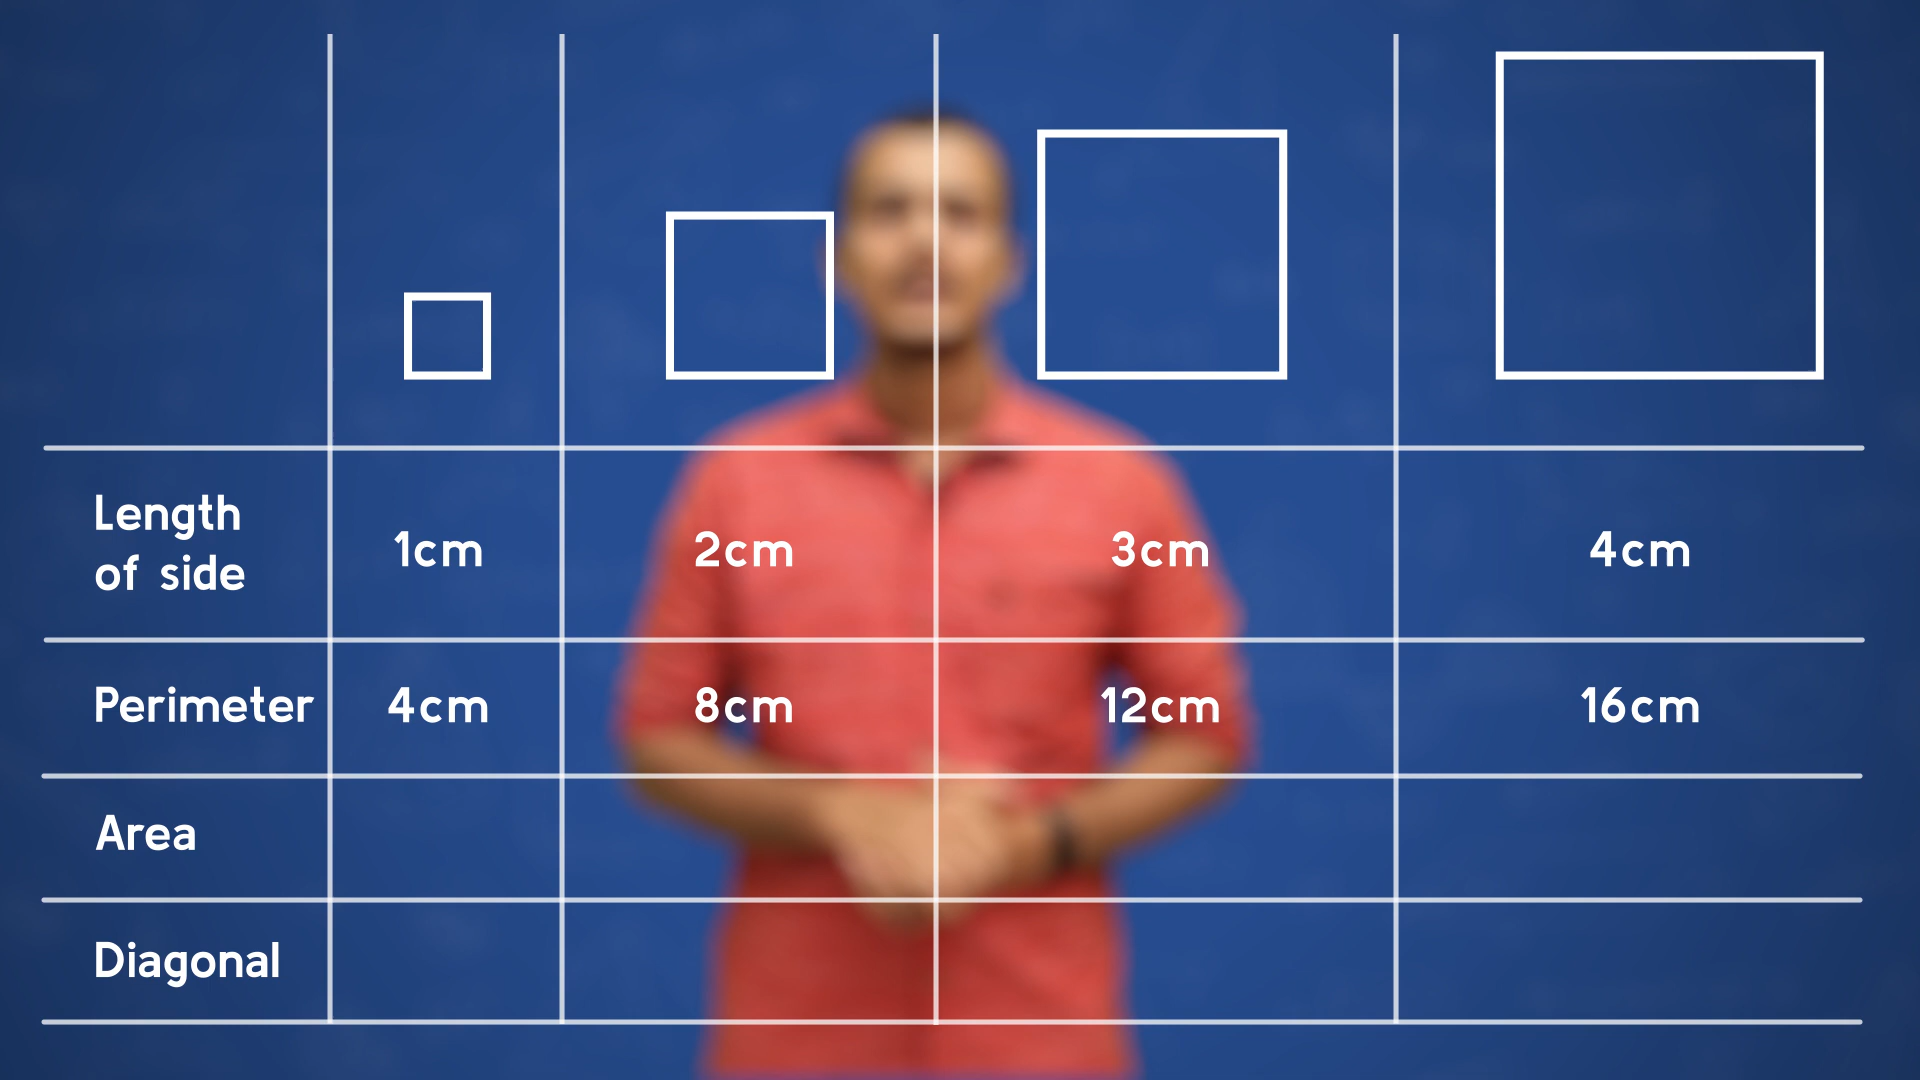 Length
of side
1cm
2cm
3cm
4cm
Perimeter
4cm
8cm
12cm
16cm
Area
Diagonal